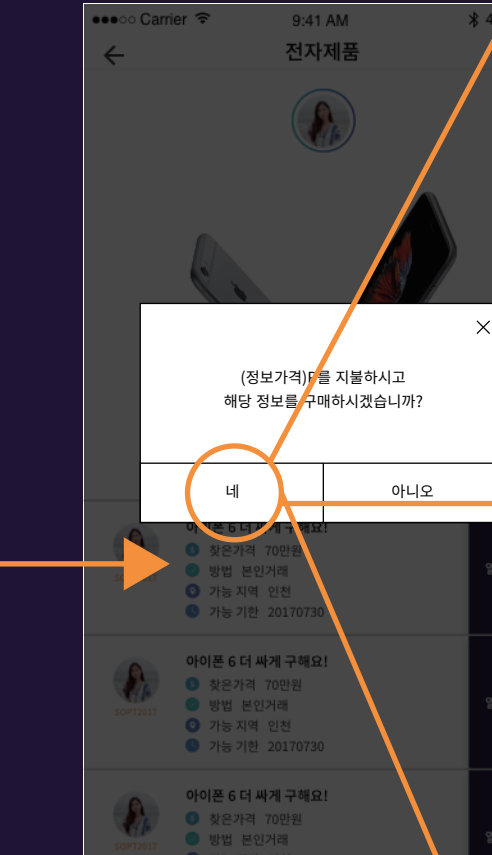 Carrier 9:41 AM 4
전자제품
(정보가격)P를 지불하시고
해당 정보를 구매하시겠습니까?
네 아니오
아이폰 6 더 싸게 구해요!
찾은가격 70만원
방법 본인거래
가능 지역 인천
가능 기한 20170730
아이폰 6 더 싸게 구해요!
찾은가격 70만원
방법 본인거래
가능 지역 인천
가능 기한 20170730
SOFT2017
아이폰 6 더 싸게 구해요!
찾은가격 70만원
방법 본인거래
SOFT2017